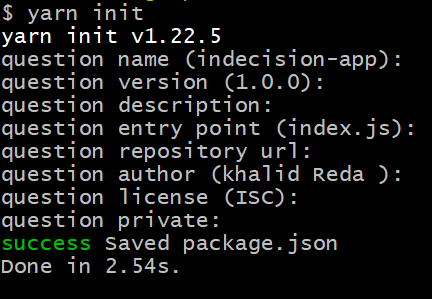 $ yarn init
yarn init v1.22.5
question name (indecision-app):
question version (1.0.0):
question description:
question entry point (index.js):
question repository url:
question author (khalid Reda ):
question license (ISC):
question private:
success Saved package.json
Done in 2.54s.